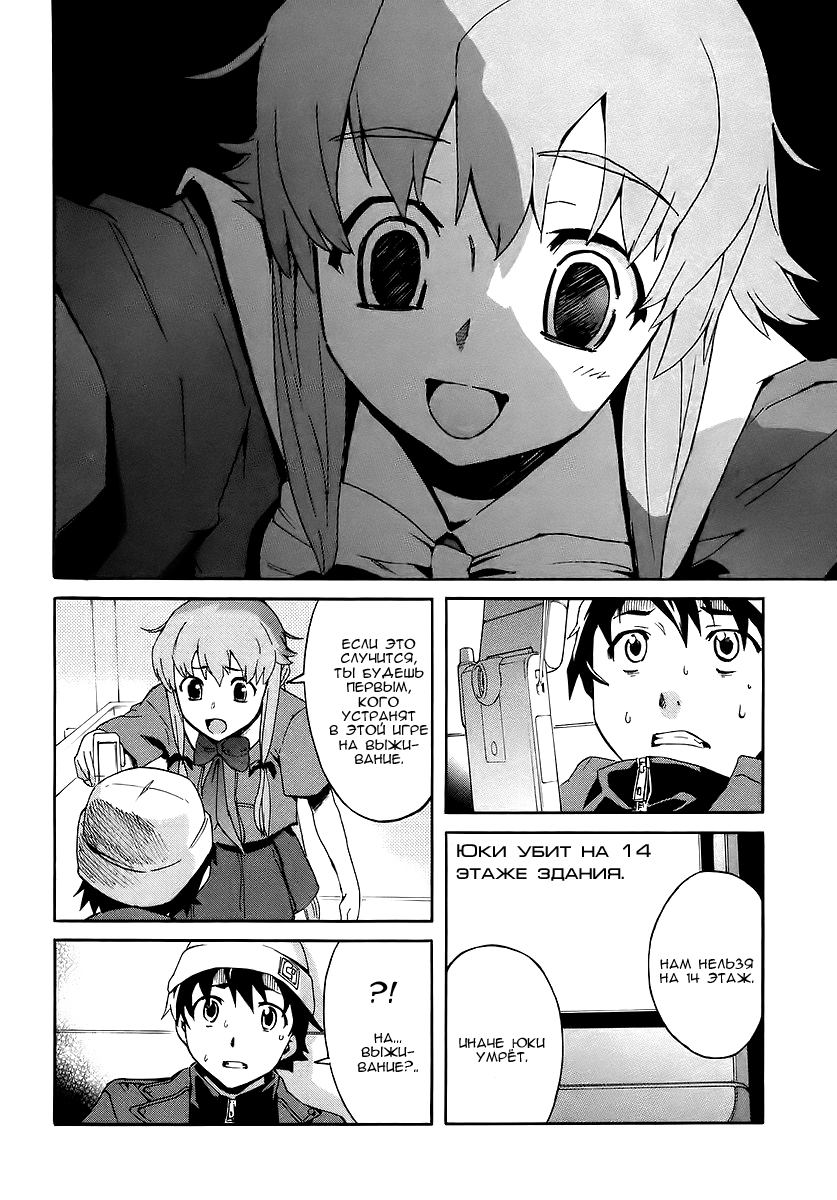 Юки убит на 14
этаже здания.
Нам нельзя
на 14 этаж.
Иначе Юки
умрёт.
Если это
случится,
ты будешь
первым,
кого
устранят
в этой игре
на выжи-
вание.
?!
На...
выжи-
вание?..